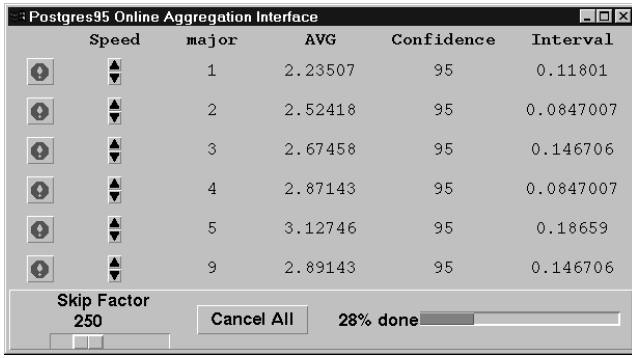 Postgres95 Online Aggregation Interface
Speed major AVG Confidence Interval
1 2.23507 95 0.11801
2 2.52418 95 0.0847007
3 2.67458 95 0.146706
4 2.87143 95 0.0847007
5 3.12746 95 0.18659
9 2.89143 95 0.146706
Skip Factor
250
Cancel All 28% done